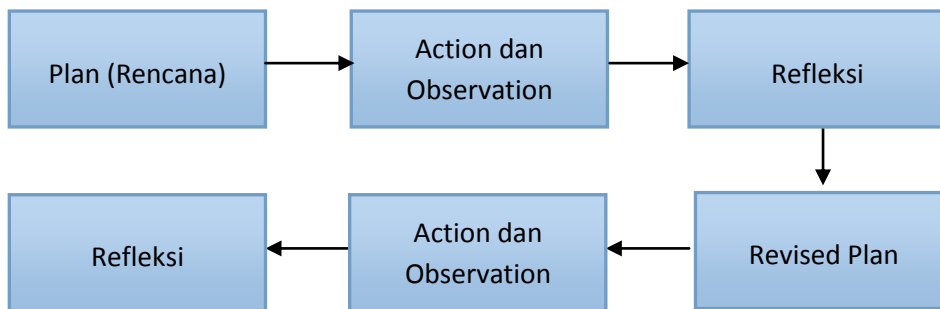 Plan (Rencana)
Action dan
Observation
Refleksi
Refleksi
Action dan
Observation
Revised Plan